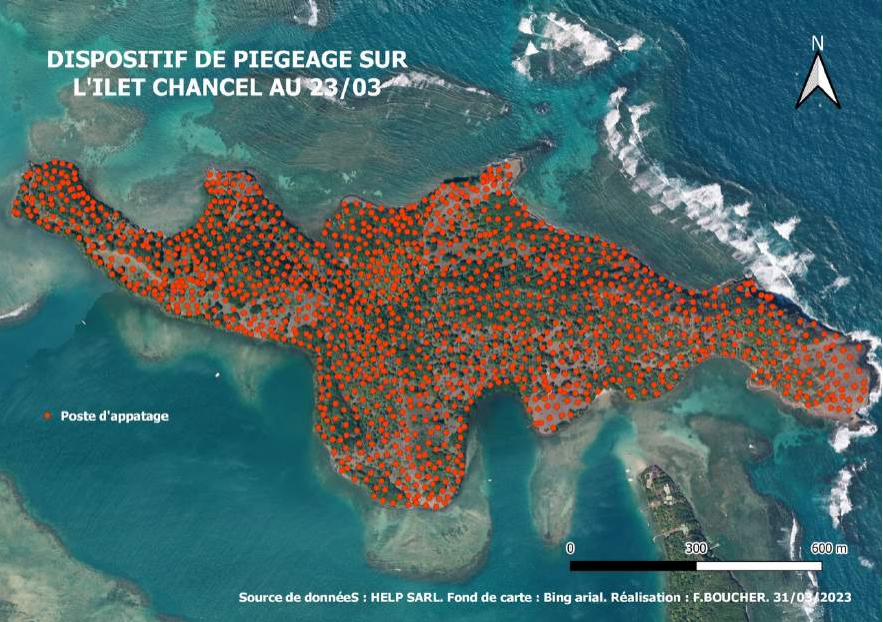 DISPOSITIF DE PIEGEAGE SUR
L'ILET CHANCEL AU 23/03
N
Poste d'appatage
0 300 600 m
Source de donnéeS : HELP SARL. Fond de carte : Bing arial. Réalisation : F.BOUCHER. 31/03/2023